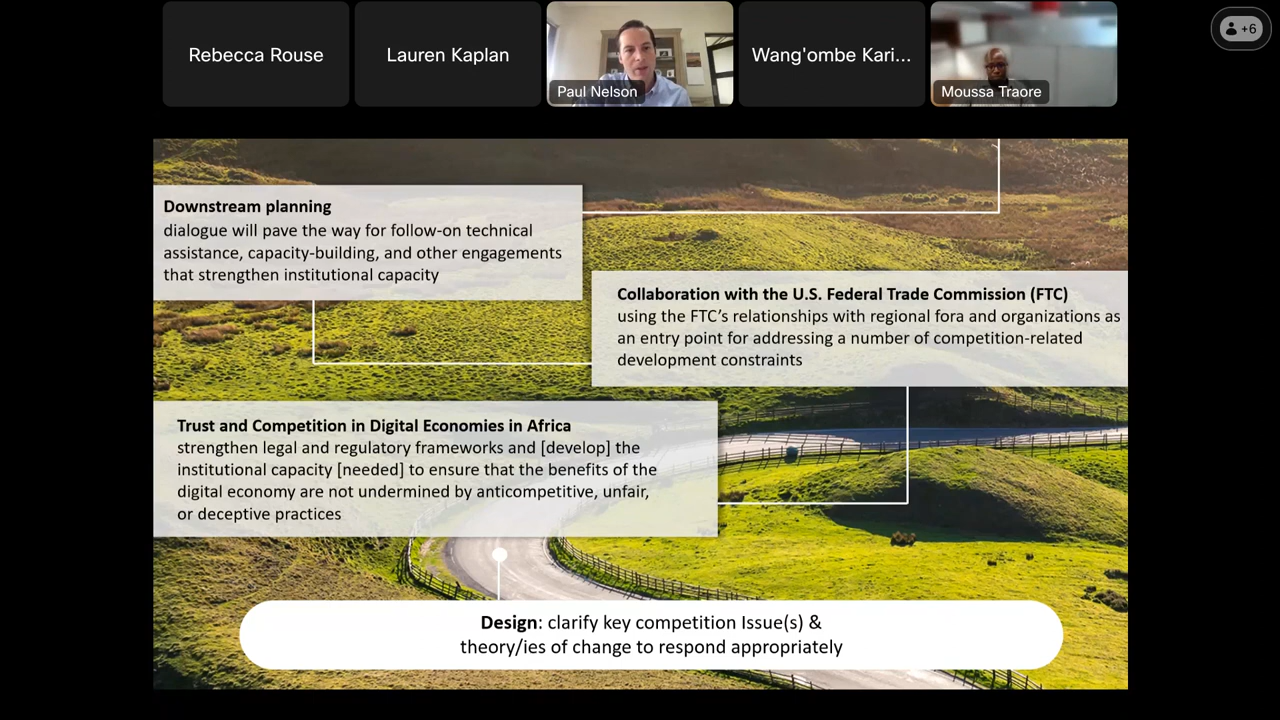 Rebecca Rouse
Lauren Kaplan
Paul Nelson
Wang'ombe Kari...
Moussa Traore
+6
Downstream planning
dialogue will pave the way for follow-on technical
assistance, capacity-building, and other engagements
that strengthen institutional capacity
Collaboration with the U.S. Federal Trade Commission (FTC)
using the FTC’s relationships with regional fora and organizations as
an entry point for addressing a number of competition-related
development constraints
Trust and Competition in Digital Economies in Africa
strengthen legal and regulatory frameworks and [develop] the
institutional capacity [needed] to ensure that the benefits of the
digital economy are not undermined by anticompetitive, unfair,
or deceptive practices
Design: clarify key competition Issue(s) &
theory/ies of change to respond appropriately